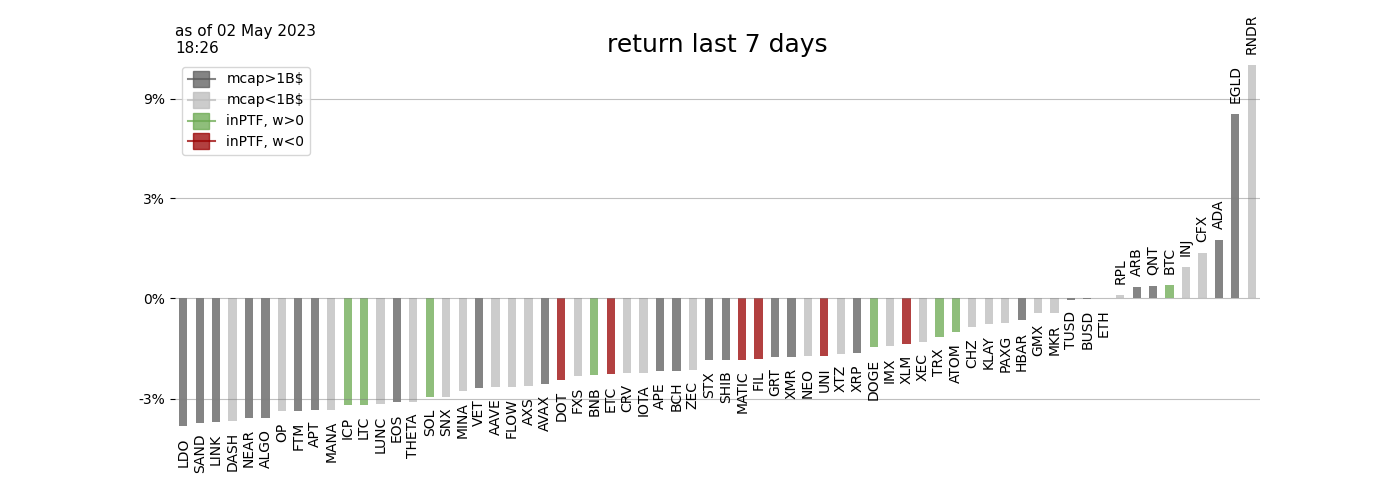 as of 02 May 2023
18:26
return last 7 days
mcap>1B$
mcap<1B$
inPTF, w>0
inPTF, w<0
9%
3%
0%
-3%
LDO
SAND
LINK
DASH
NEAR
ALGO
OP
FTM
APT
MANA
ICP
LTC
LUNC
EOS
THETA
SOL
SNX
MINA
VET
AAVE
FLOW
AXS
AVAX
DOT
FXS
BNB
ETC
CRV
IOTA
APE
BCH
ZEC
STX
SHIB
MATIC
FIL
GRT
XMR
NEO
UNI
XTZ
XRP
DOGE
IMX
XLM
XEC
TRX
ATOM
CHZ
KLAY
PAXG
HBAR
GMX
MKR
TUSD
BUSD
ETH
RPL
ARB
QNT
BTC
INJ
CFX
ADA
EGLD
RNDR